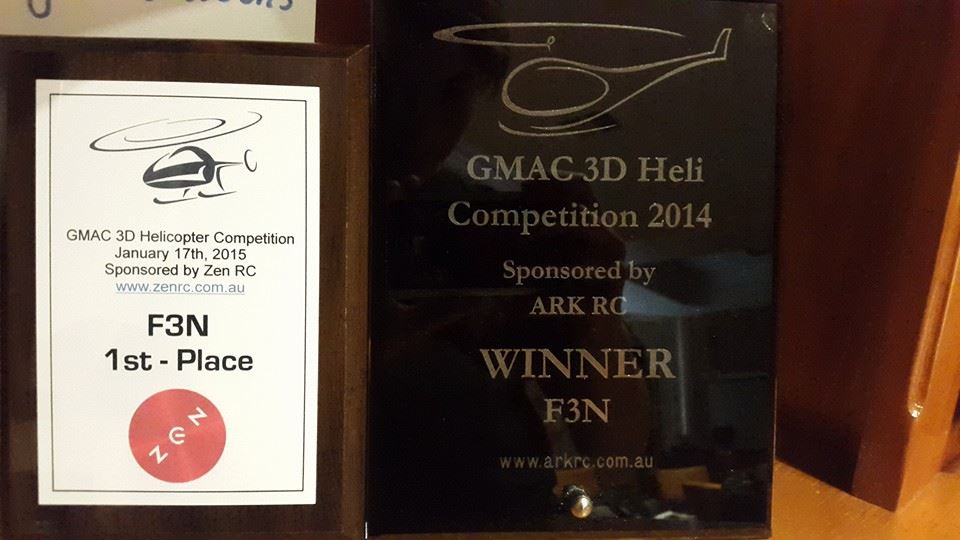 GMAC 3D Helicopter Competition
January 17th, 2015
Sponsored by Zen RC
www.zenrc.com.au
F3N
1st - Place
ZEN
GMAC 3D Heli
Competition 2014
Sponsored by
ARK RC
WINNER
F3N
www.arkrc.com.au